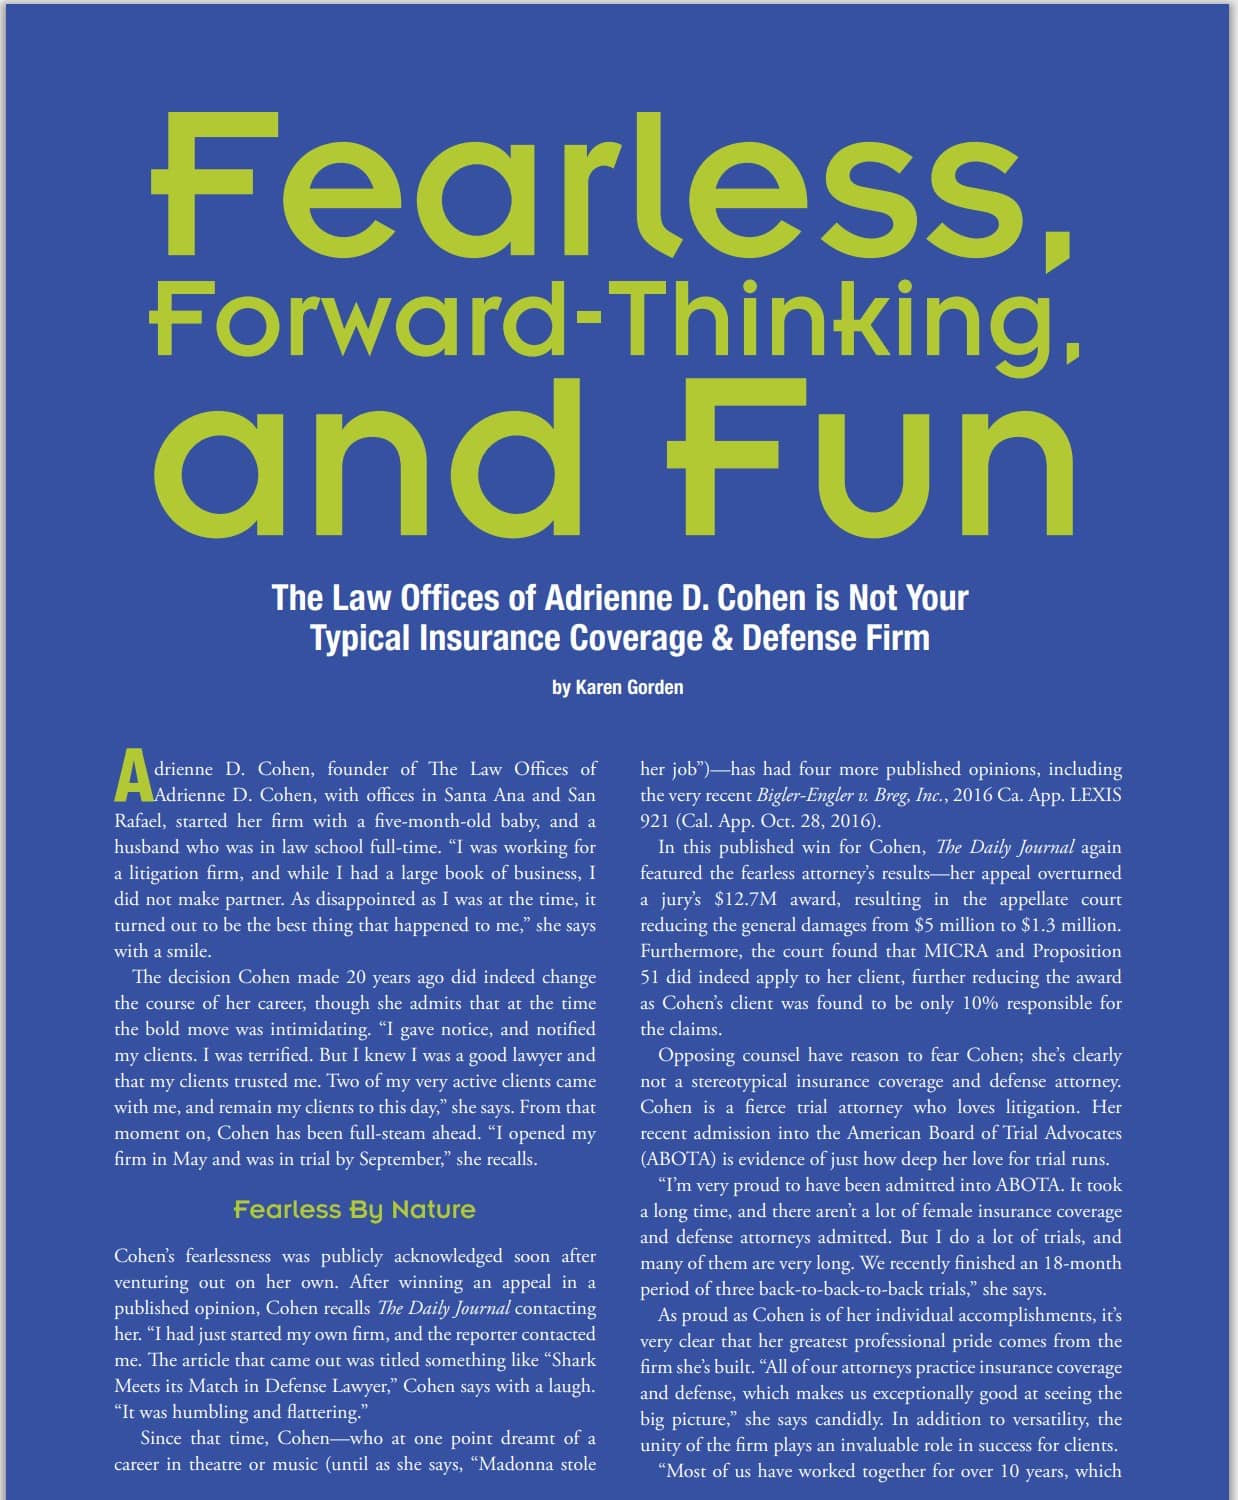 Fearless,
Forward-Thinking,
and Fun
The Law Offices of Adrienne D. Cohen is Not Your
Typical Insurance Coverage & Defense Firm
by Karen Gorden
Adrienne D. Cohen, founder of The Law Offices of
Adrienne D. Cohen, with offices in Santa Ana and San
Rafael, started her firm with a five-month-old baby, and a
husband who was in law school full-time. “I was working for
a litigation firm, and while I had a large book of business, I
did not make partner. As disappointed as I was at the time, it
turned out to be the best thing that happened to me,” she says
with a smile.
The decision Cohen made 20 years ago did indeed change
the course of her career, though she admits that at the time
the bold move was intimidating. “I gave notice, and notified
my clients. I was terrified. But I knew I was a good lawyer and
that my clients trusted me. Two of my very active clients came
with me, and remain my clients to this day,” she says. From that
moment on, Cohen has been full-steam ahead. “I opened my
firm in May and was in trial by September,” she recalls.
Fearless By Nature
Cohen’s fearlessness was publicly acknowledged soon after
venturing out on her own. After winning an appeal in a
published opinion, Cohen recalls The Daily Journal contacting
her. “I had just started my own firm, and the reporter contacted
me. The article that came out was titled something like “Shark
Meets its Match in Defense Lawyer,” Cohen says with a laugh.
“It was humbling and flattering.”
Since that time, Cohen—who at one point dreamt of a
career in theatre or music (until as she says, “Madonna stole
her job”)—has had four more published opinions, including
the very recent Bigler-Engler v. Breg, Inc., 2016 Ca. App. LEXIS
921 (Cal. App. Oct. 28, 2016).
In this published win for Cohen, The Daily Journal again
featured the fearless attorney’s results—her appeal overturned
a jury’s $12.7M award, resulting in the appellate court
reducing the general damages from $5 million to $1.3 million.
Furthermore, the court found that MICRA and Proposition
51 did indeed apply to her client, further reducing the award
as Cohen’s client was found to be only 10% responsible for
the claims.
Opposing counsel have reason to fear Cohen; she’s clearly
not a stereotypical insurance coverage and defense attorney.
Cohen is a fierce trial attorney who loves litigation. Her
recent admission into the American Board of Trial Advocates
(ABOTA) is evidence of just how deep her love for trial runs.
“I’m very proud to have been admitted into ABOTA. It took
a long time, and there aren’t a lot of female insurance coverage
and defense attorneys admitted. But I do a lot of trials, and
many of them are very long. We recently finished an 18-month
period of three back-to-back-to-back trials,” she says.
As proud as Cohen is of her individual accomplishments, it’s
very clear that her greatest professional pride comes from the
firm she’s built. “All of our attorneys practice insurance coverage
and defense, which makes us exceptionally good at seeing the
big picture,” she says candidly. In addition to versatility, the
unity of the firm plays an invaluable role in success for clients.
“Most of us have worked together for over 10 years, which